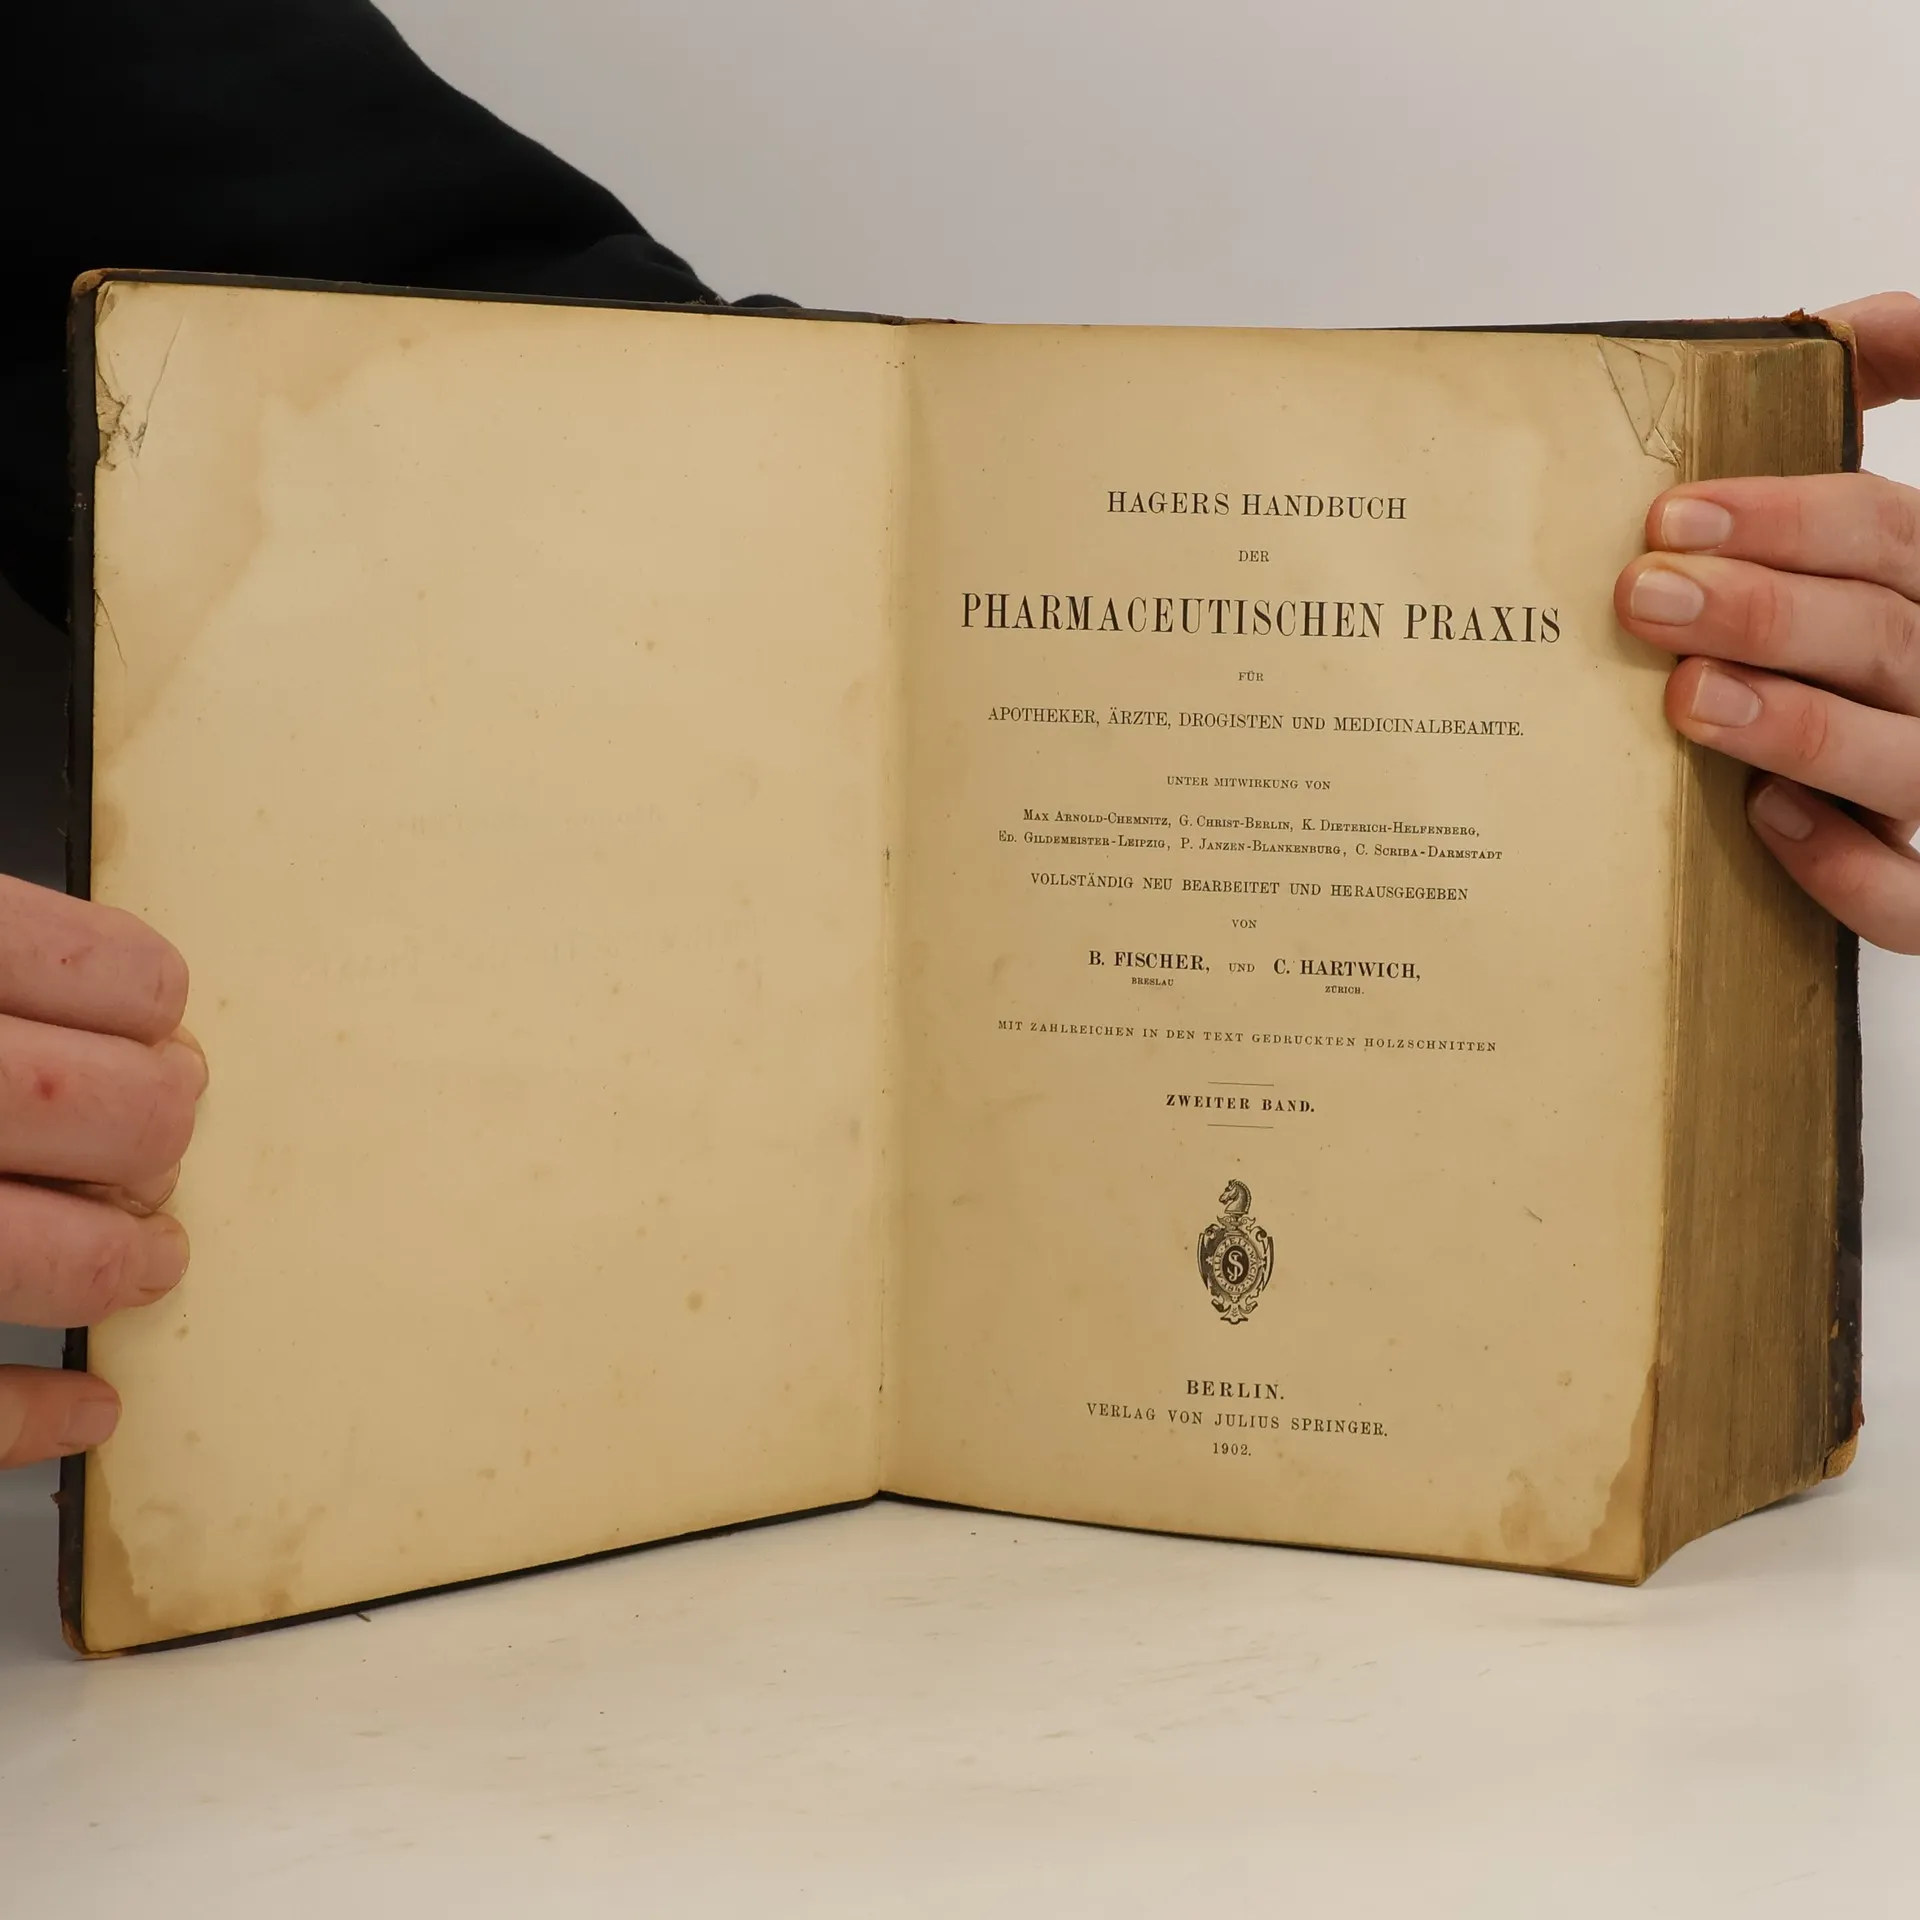 HAGERS HANDBUCH
DER
PHARMACEUTISCHEN PRAXIS
FÜR
APOTHEKER, ÄRZTE, DROGISTEN UND MEDICINALBEAMTE.
UNTER MITWIRKUNG VON
MAX ARNOLD-CHEMNITZ, G. CHRIST-BERLIN, K. DIETERICH-HELFENBERG,
ED. GILDEMEISTER-LEIPZIG, P. JANZEN-BLANKENBURG, C. SCRIBA-DARMSTADT
VOLLSTÄNDIG NEU BEARBEITET UND HERAUSGEGEBEN
VON
B. FISCHER, UND C. HARTWICH,
BRESLAU ZÜRICH.
MIT ZAHLREICHEN IN DEN TEXT GEDRUCKTEN HOLZSCHNITTEN
ZWEITER BAND.
BERLIN.
VERLAG VON JULIUS SPRINGER.
1902.